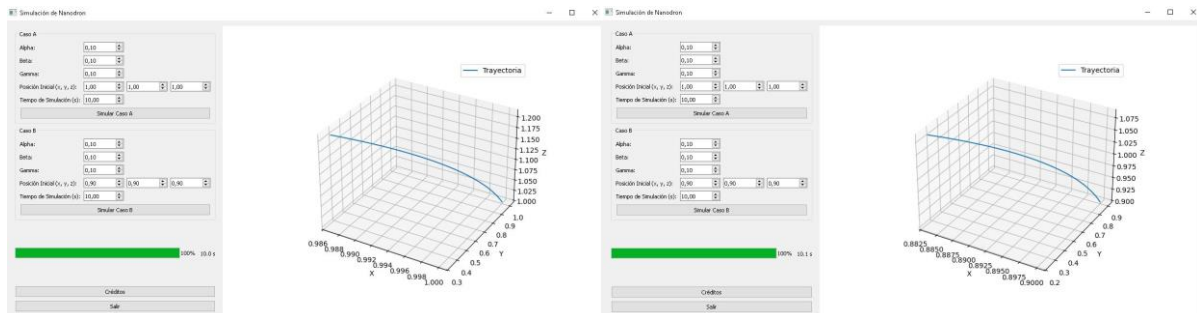 Simulación de Nanodron
Caso A
Alpha: 0,10
Beta: 0,10
Gamma: 0,10
Posición Inicial (x, y, z): 1,00 1,00 1,00
Tiempo de Simulación (s): 10,00
Simular Caso A
Caso B
Alpha: 0,10
Beta: 0,10
Gamma: 0,10
Posición Inicial (x, y, z): 0,90 0,90 0,90
Tiempo de Simulación (s): 10,00
Simular Caso B
100% 10.0 s
Créditos
Salir
Trayectoria
1.200
1.175
1.150
1.125
1.100
1.075
1.050
1.025
1.000
Z
1.0
0.9
0.8
0.7
0.6
0.5
0.4
0.3
Y
0.986
0.988
0.990
0.992
0.994
0.996
0.998
1.000
X
Simulación de Nanodron
Caso A
Alpha: 0,10
Beta: 0,10
Gamma: 0,10
Posición Inicial (x, y, z): 1,00 1,00 1,00
Tiempo de Simulación (s): 10,00
Simular Caso A
Caso B
Alpha: 0,10
Beta: 0,10
Gamma: 0,10
Posición Inicial (x, y, z): 0,90 0,90 0,90
Tiempo de Simulación (s): 10,00
Simular Caso B
100% 10.1 s
Créditos
Salir
Trayectoria
1.075
1.050
1.025
1.000
0.975
0.950
0.925
0.900
Z
0.9
0.8
0.7
0.6
0.5
0.4
0.3
0.2
Y
0.8825
0.8850
0.8875
0.8900
0.8925
0.8950
0.8975
0.9000
X